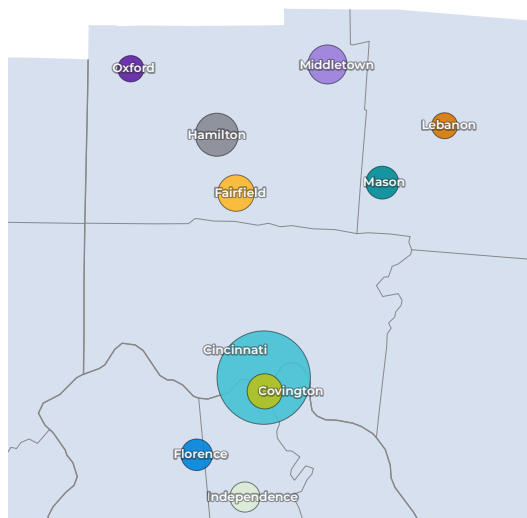 Oxford
Middletown
Hamilton
Lebanon
Mason
Fairfield
Cincinnati
Covington
Florence
Independence